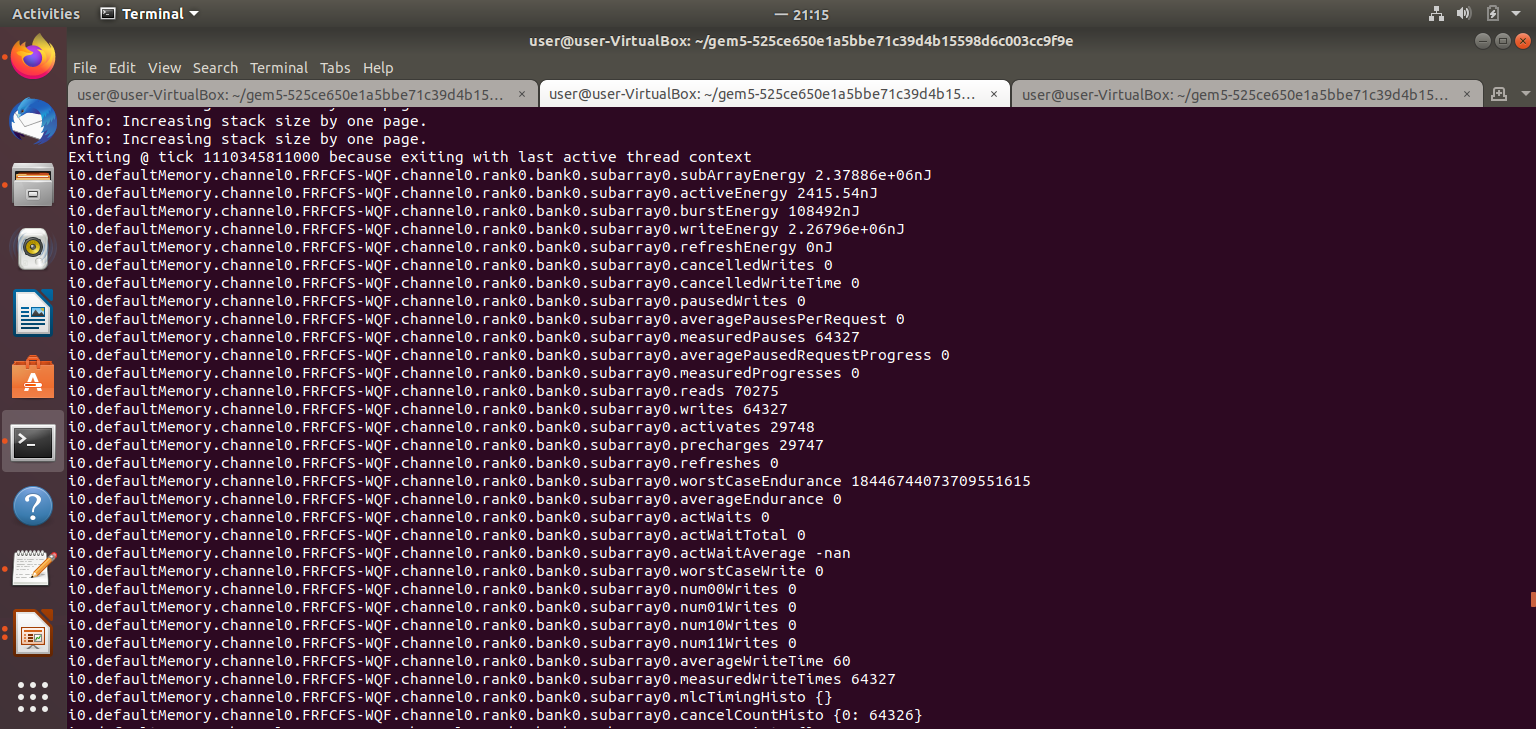 Activities Terminal 21:15
user@user-VirtualBox: ~/gem5-525ce650e1a5bbe71c39d4b15598d6c003cc9f9e
File Edit View Search Terminal Tabs Help
user@user-VirtualBox: ~/gem5-525ce650e1a5bbe71c39d4b15... × user@user-VirtualBox: ~/gem5-525ce650e1a5bbe71c39d4b15... × user@user-VirtualBox: ~/gem5-525ce650e1a5bbe71c39d4b15... ×
info: Increasing stack size by one page.
info: Increasing stack size by one page.
Exiting @ tick 1110345811000 because exiting with last active thread context
i0.defaultMemory.channel0.FRFCFS-WQF.channel0.rank0.bank0.subarray0.subArrayEnergy 2.37886e+06nJ
i0.defaultMemory.channel0.FRFCFS-WQF.channel0.rank0.bank0.subarray0.activeEnergy 2415.54nJ
i0.defaultMemory.channel0.FRFCFS-WQF.channel0.rank0.bank0.subarray0.burstEnergy 108492nJ
i0.defaultMemory.channel0.FRFCFS-WQF.channel0.rank0.bank0.subarray0.writeEnergy 2.26796e+06nJ
i0.defaultMemory.channel0.FRFCFS-WQF.channel0.rank0.bank0.subarray0.refreshEnergy 0nJ
i0.defaultMemory.channel0.FRFCFS-WQF.channel0.rank0.bank0.subarray0.cancelledWrites 0
i0.defaultMemory.channel0.FRFCFS-WQF.channel0.rank0.bank0.subarray0.cancelledWriteTime 0
i0.defaultMemory.channel0.FRFCFS-WQF.channel0.rank0.bank0.subarray0.pausedWrites 0
i0.defaultMemory.channel0.FRFCFS-WQF.channel0.rank0.bank0.subarray0.averagePausesPerRequest 0
i0.defaultMemory.channel0.FRFCFS-WQF.channel0.rank0.bank0.subarray0.measuredPauses 64327
i0.defaultMemory.channel0.FRFCFS-WQF.channel0.rank0.bank0.subarray0.averagePausedRequestProgress 0
i0.defaultMemory.channel0.FRFCFS-WQF.channel0.rank0.bank0.subarray0.measuredProgresses 0
i0.defaultMemory.channel0.FRFCFS-WQF.channel0.rank0.bank0.subarray0.reads 70275
i0.defaultMemory.channel0.FRFCFS-WQF.channel0.rank0.bank0.subarray0.writes 64327
i0.defaultMemory.channel0.FRFCFS-WQF.channel0.rank0.bank0.subarray0.activates 29748
i0.defaultMemory.channel0.FRFCFS-WQF.channel0.rank0.bank0.subarray0.precharges 29747
i0.defaultMemory.channel0.FRFCFS-WQF.channel0.rank0.bank0.subarray0.refreshes 0
i0.defaultMemory.channel0.FRFCFS-WQF.channel0.rank0.bank0.subarray0.worstCaseEndurance 18446744073709551615
i0.defaultMemory.channel0.FRFCFS-WQF.channel0.rank0.bank0.subarray0.averageEndurance 0
i0.defaultMemory.channel0.FRFCFS-WQF.channel0.rank0.bank0.subarray0.actWaits 0
i0.defaultMemory.channel0.FRFCFS-WQF.channel0.rank0.bank0.subarray0.actWaitTotal 0
i0.defaultMemory.channel0.FRFCFS-WQF.channel0.rank0.bank0.subarray0.actWaitAverage -nan
i0.defaultMemory.channel0.FRFCFS-WQF.channel0.rank0.bank0.subarray0.worstCaseWrite 0
i0.defaultMemory.channel0.FRFCFS-WQF.channel0.rank0.bank0.subarray0.num00Writes 0
i0.defaultMemory.channel0.FRFCFS-WQF.channel0.rank0.bank0.subarray0.num01Writes 0
i0.defaultMemory.channel0.FRFCFS-WQF.channel0.rank0.bank0.subarray0.num10Writes 0
i0.defaultMemory.channel0.FRFCFS-WQF.channel0.rank0.bank0.subarray0.num11Writes 0
i0.defaultMemory.channel0.FRFCFS-WQF.channel0.rank0.bank0.subarray0.averageWriteTime 60
i0.defaultMemory.channel0.FRFCFS-WQF.channel0.rank0.bank0.subarray0.measuredWriteTimes 64327
i0.defaultMemory.channel0.FRFCFS-WQF.channel0.rank0.bank0.subarray0.mlcTimingHisto {}
i0.defaultMemory.channel0.FRFCFS-WQF.channel0.rank0.bank0.subarray0.cancelCountHisto {0: 64326}